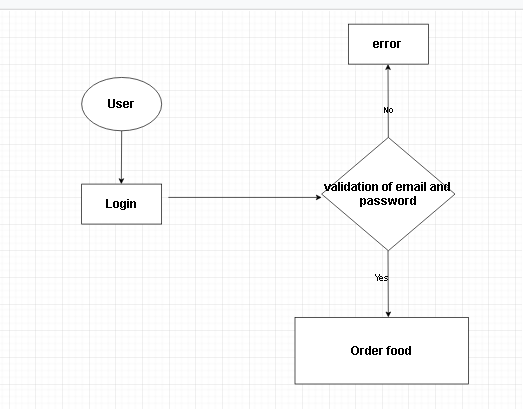 error
User
No
validation of email and
password
Login
Yes
Order food